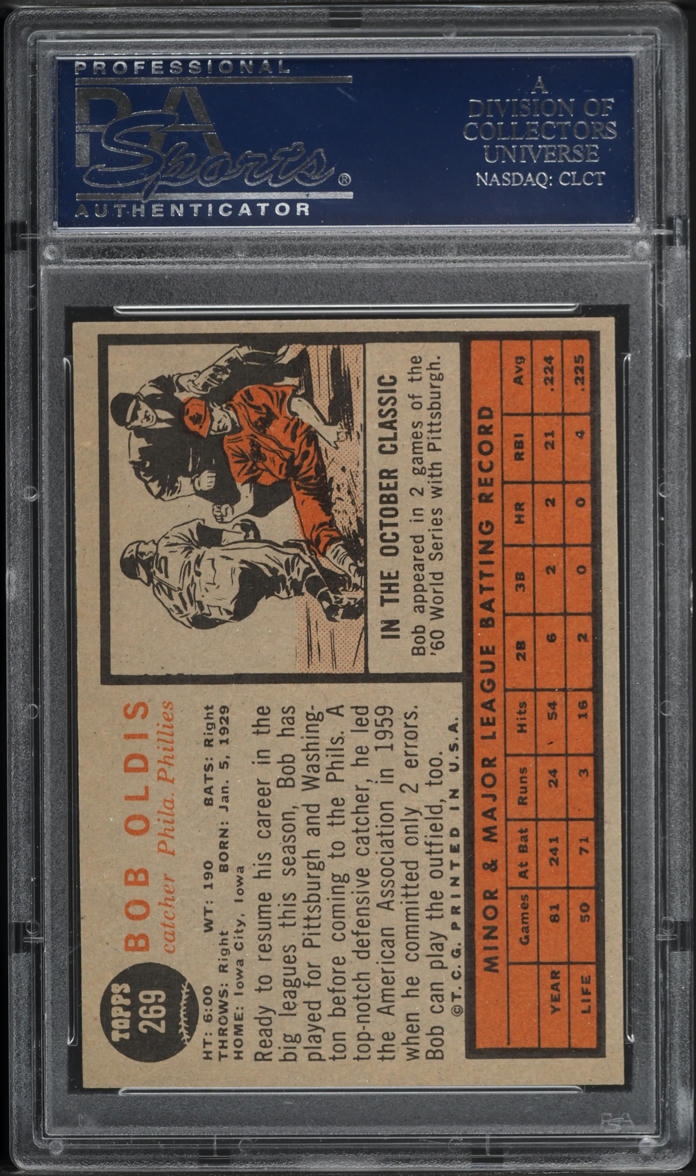 PROFESSIONAL
PSA
Sports®
AUTHENTICATOR
A
DIVISION OF
COLLECTORS
UNIVERSE
NASDAQ: CLCT
TOPPS
269
BOB OLDIS
catcher Phila. Phillies
HT: 6:00 WT: 190 BATS: Right
THROWS: Right BORN: Jan. 5, 1929
HOME: Iowa City, Iowa
Ready to resume his career in the
big leagues this season, Bob has
played for Pittsburgh and Washing-
ton before coming to the Phils. A
top-notch defensive catcher, he led
the American Association in 1959
when he committed only 2 errors.
Bob can play the outfield, too.
©T. C. G. PRINTED IN U.S.A.
IN THE OCTOBER CLASSIC
Bob appeared in 2 games of the
'60 World Series with Pittsburgh.
MINOR & MAJOR LEAGUE BATTING RECORD
Games At Bat Runs Hits 2B 3B HR RBI Avg
YEAR 81 241 24 54 6 2 2 21 .224
LIFE 50 71 3 16 2 0 0 4 .225
PSA